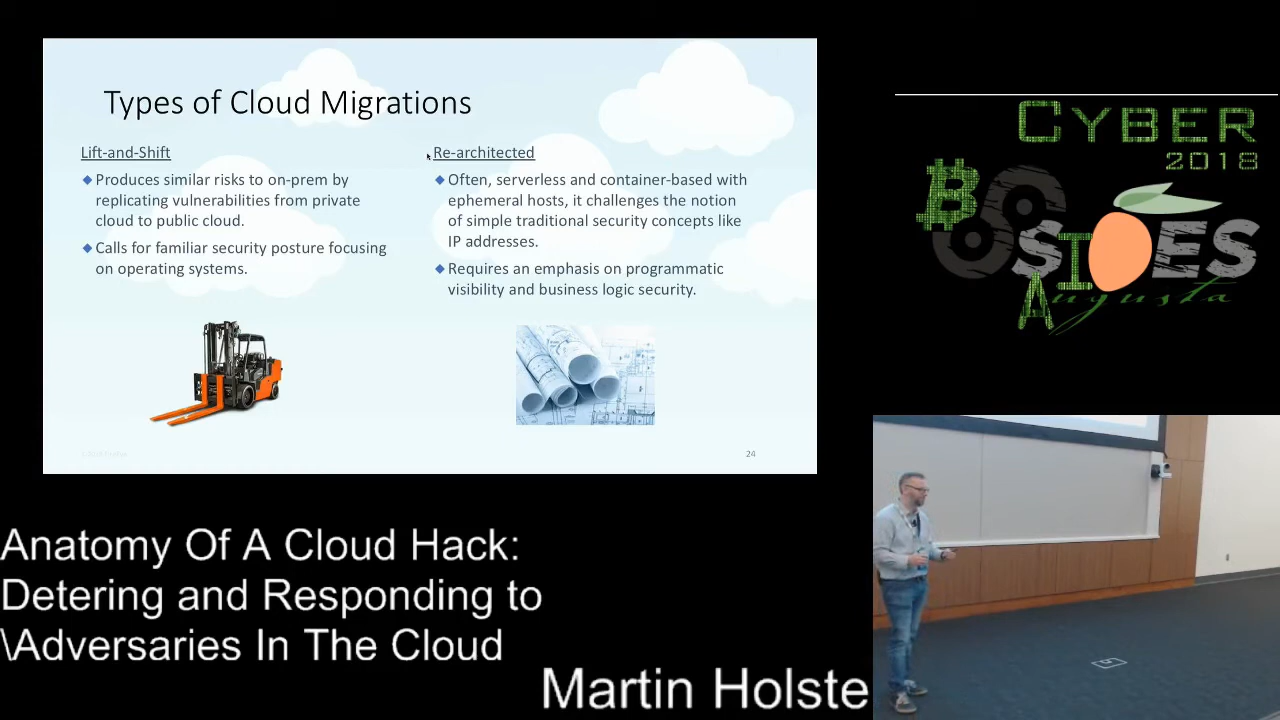 Types of Cloud Migrations
Lift-and-Shift
Produces similar risks to on-prem by
replicating vulnerabilities from private
cloud to public cloud.
Calls for familiar security posture focusing
on operating systems.
Re-architected
Often, serverless and container-based with
ephemeral hosts, it challenges the notion
of simple traditional security concepts like
IP addresses.
Requires an emphasis on programmatic
visibility and business logic security.
24
CYBER
2018
BSIDES
Augusta
Anatomy Of A Cloud Hack:
Detering and Responding to
\Adversaries In The Cloud
Martin Holste